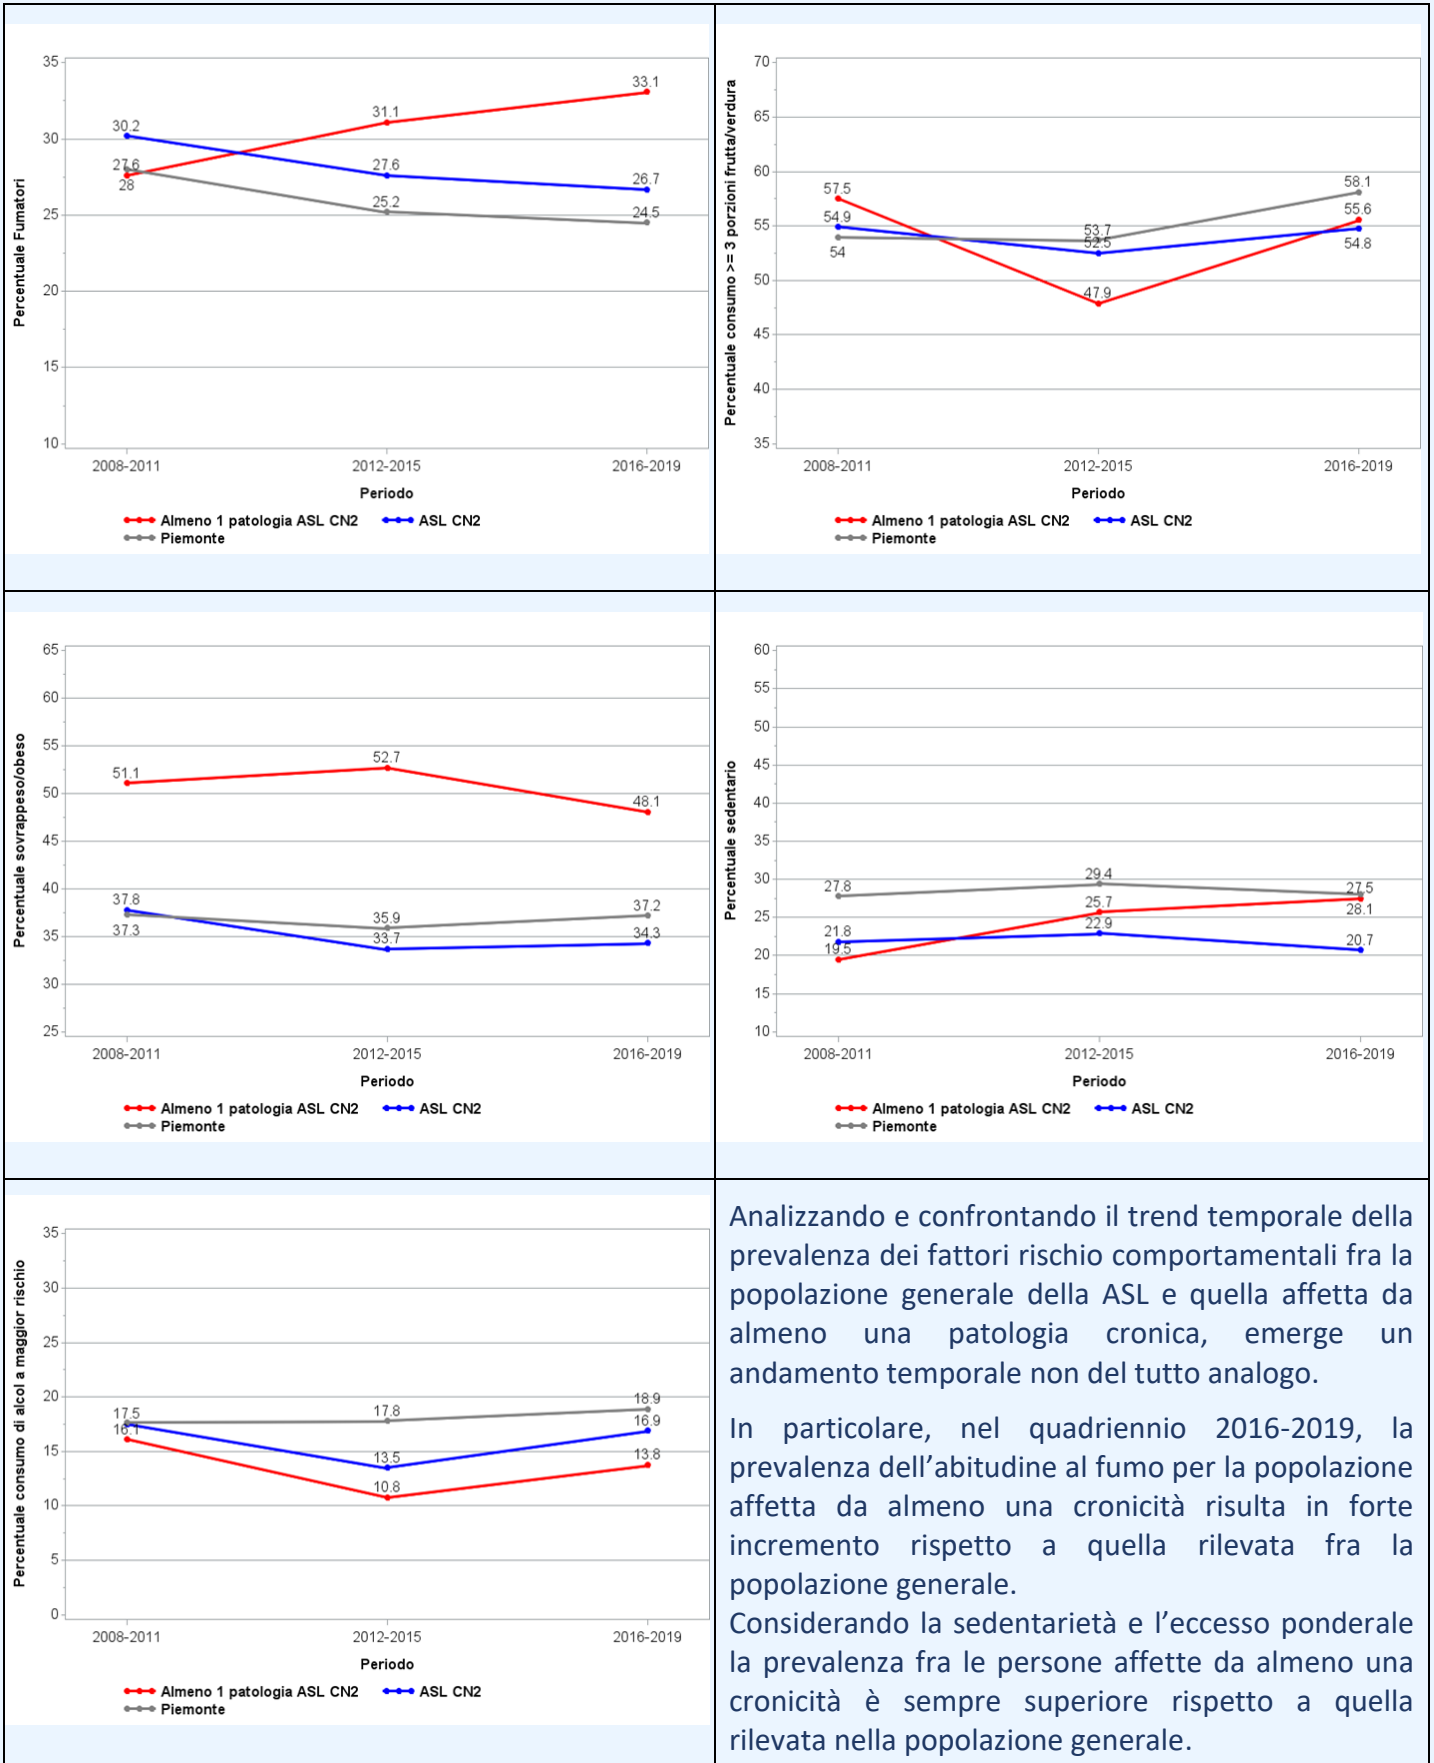 35
30
25
20
15
10
Percentuale Fumatori
30.2
27.6
28
31.1
27.6
25.2
33.1
26.7
24.5
2008-2011
2012-2015
2016-2019
Periodo
Almeno 1 patologia ASL CN2 ASL CN2
Piemonte
70
65
60
55
50
45
40
35
Percentuale consumo >= 3 porzioni frutta/verdura
57.5
54.9
54
53.7
52.5
47.9
58.1
55.6
54.8
2008-2011
2012-2015
2016-2019
Periodo
Almeno 1 patologia ASL CN2 ASL CN2
Piemonte
65
60
55
50
45
40
35
30
25
Percentuale sovrappeso/obeso
51.1
37.8
37.3
52.7
35.9
33.7
48.1
37.2
34.3
2008-2011
2012-2015
2016-2019
Periodo
Almeno 1 patologia ASL CN2 ASL CN2
Piemonte
60
55
50
45
40
35
30
25
20
15
10
Percentuale sedentario
27.8
21.8
19.5
29.4
25.7
22.9
27.5
28.1
20.7
2008-2011
2012-2015
2016-2019
Periodo
Almeno 1 patologia ASL CN2 ASL CN2
Piemonte
35
30
25
20
15
10
5
0
Percentuale consumo di alcol a maggior rischio
17.5
16.1
17.8
13.5
10.8
18.9
16.9
13.8
2008-2011
2012-2015
2016-2019
Periodo
Almeno 1 patologia ASL CN2 ASL CN2
Piemonte
Analizzando e confrontando il trend temporale della
prevalenza dei fattori rischio comportamentali fra la
popolazione generale della ASL e quella affetta da
almeno una patologia cronica, emerge un
andamento temporale non del tutto analogo.
In particolare, nel quadriennio 2016-2019, la
prevalenza dell’abitudine al fumo per la popolazione
affetta da almeno una cronicità risulta in forte
incremento rispetto a quella rilevata fra la
popolazione generale.
Considerando la sedentarietà e l’eccesso ponderale
la prevalenza fra le persone affette da almeno una
cronicità è sempre superiore rispetto a quella
rilevata nella popolazione generale.